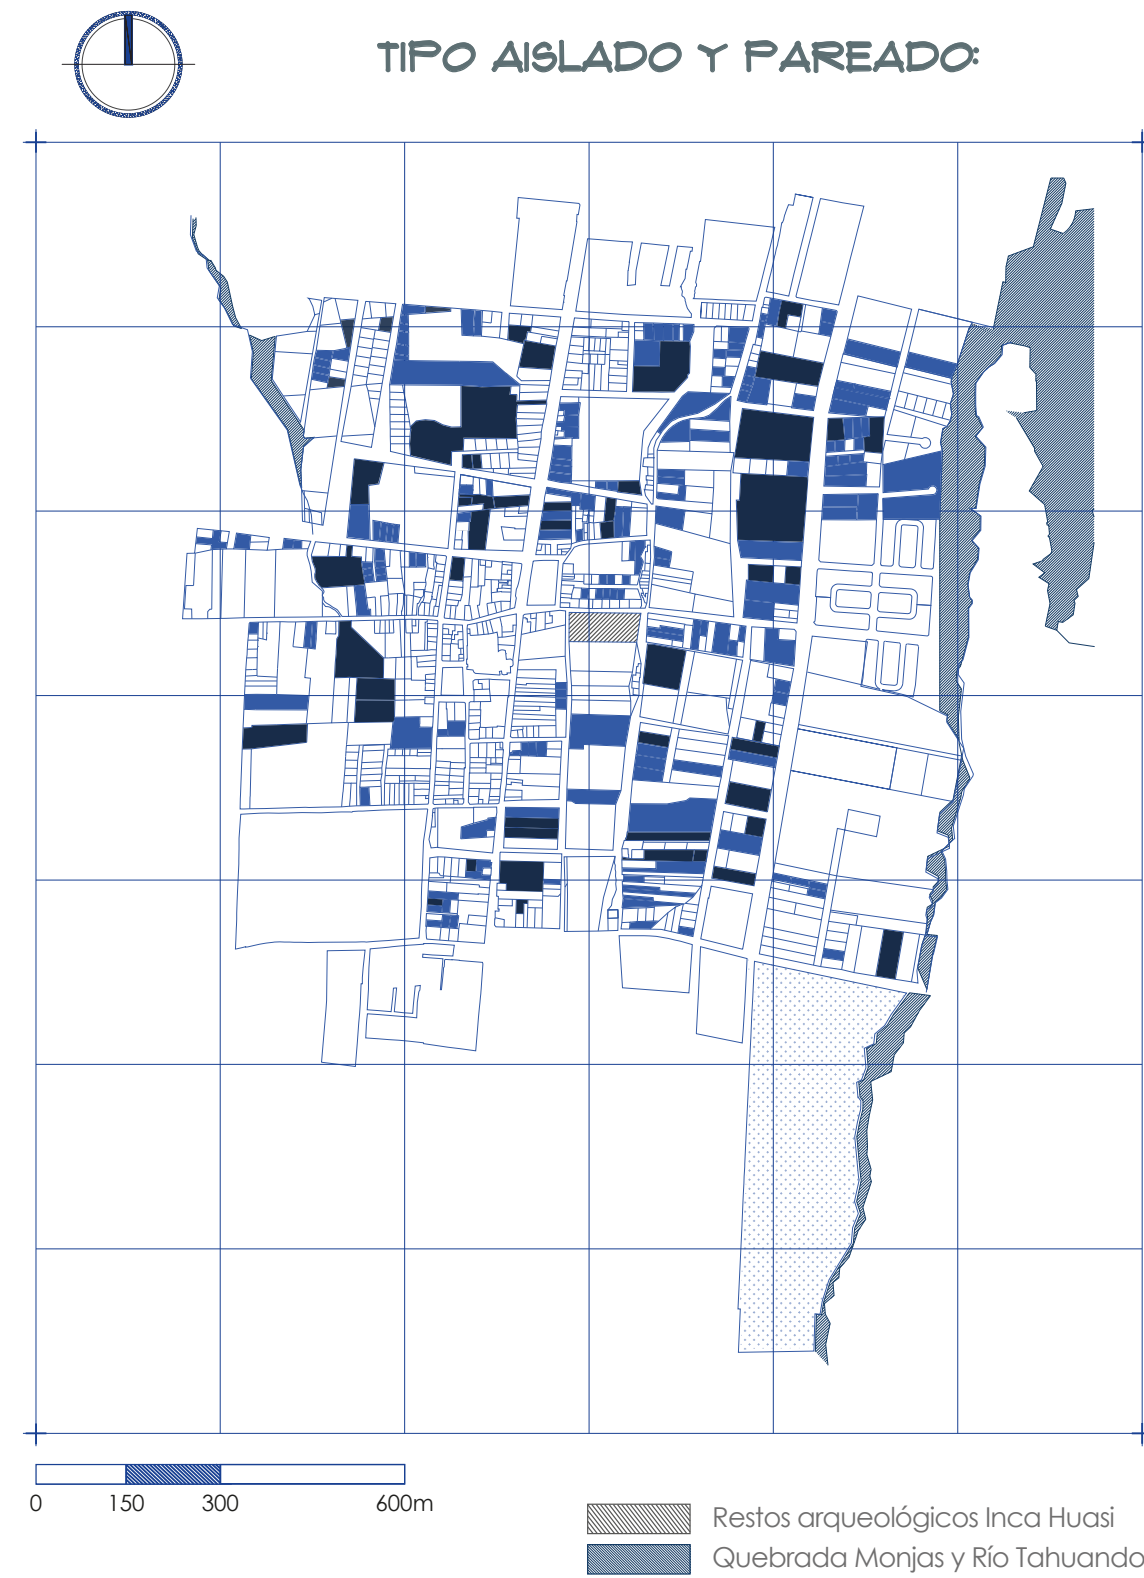 TIPO AISLADO Y PAREADO:
0 150 300 600m
Restos arqueológicos Inca Huasi
Quebrada Monjas y Río Tahuando